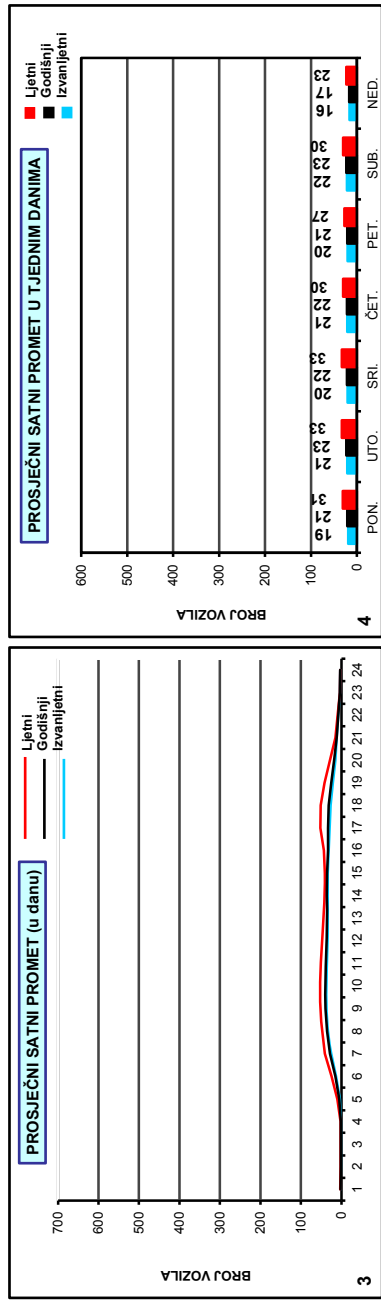 PROSJEČNI SATNI PROMET (u danu)
Ljetni
Godišnji
Izvanljetni
BROJ VOZILA
700
600
500
400
300
200
100
0
1 2 3 4 5 6 7 8 9 10 11 12 13 14 15 16 17 18 19 20 21 22 23 24
3
PROSJEČNI SATNI PROMET U TJEDNIM DANIMA
Ljetni
Godišnji
Izvanljetni
BROJ VOZILA
600
500
400
300
200
100
0
19 21 31 21 23 33 20 22 33 21 22 30 20 21 27 22 23 30 16 17 23
PON. UTO. SRI. ČET. PET. SUB. NED.
4